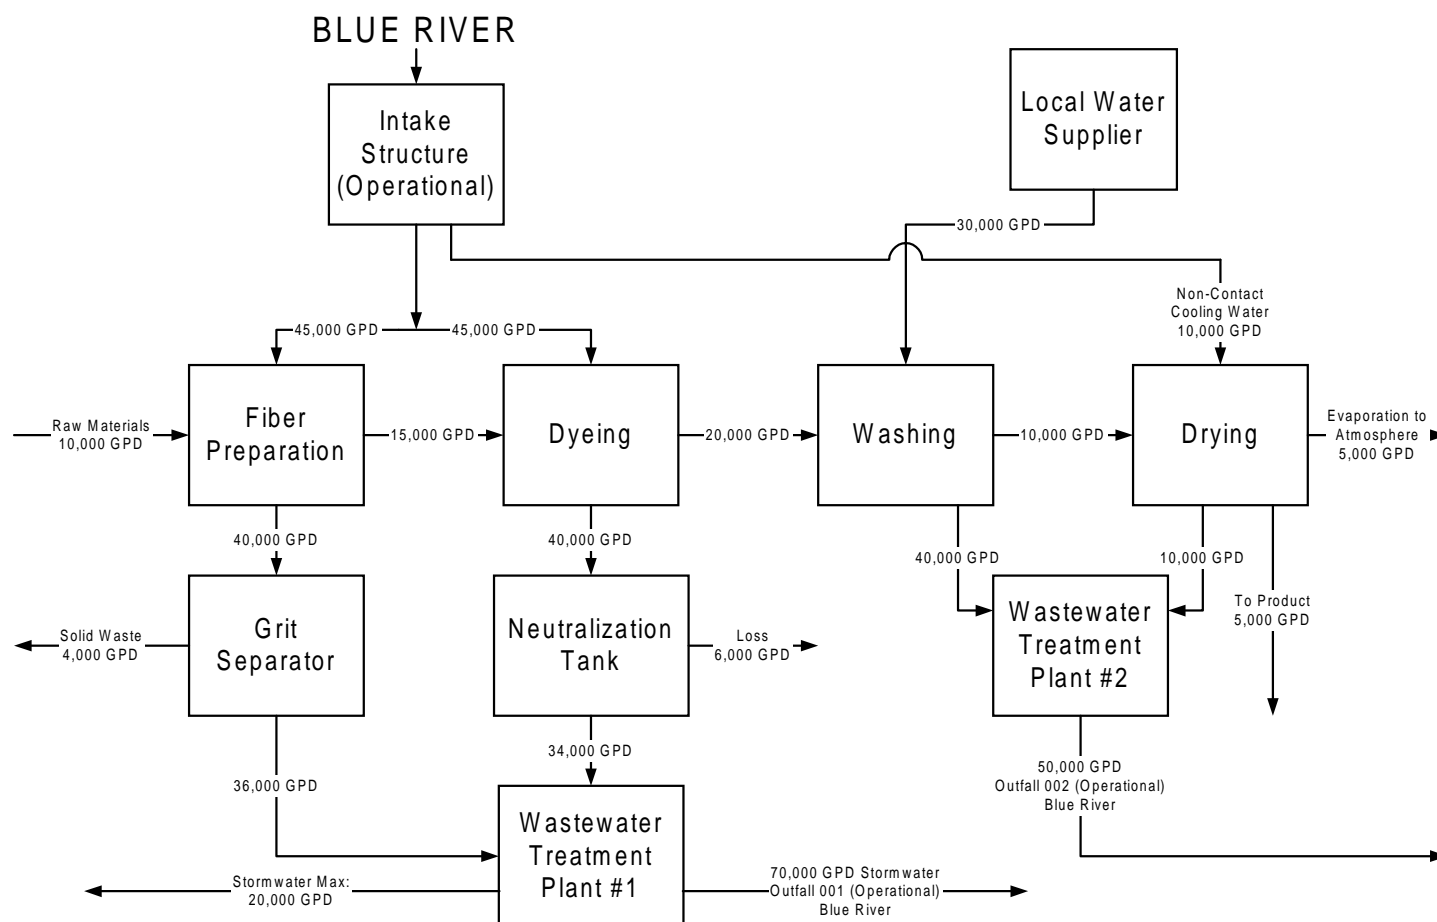 BLUE RIVER
Intake
Structure
(Operational)
Local Water
Supplier
30,000 GPD
Non-Contact
Cooling Water
10,000 GPD
45,000 GPD
45,000 GPD
Raw Materials
10,000 GPD
Fiber
Preparation
15,000 GPD
Dyeing
20,000 GPD
Washing
10,000 GPD
Drying
Evaporation to
Atmosphere
5,000 GPD
40,000 GPD
40,000 GPD
40,000 GPD
10,000 GPD
To Product
5,000 GPD
Solid Waste
4,000 GPD
Grit
Separator
Neutralization
Tank
Loss
6,000 GPD
Wastewater
Treatment
Plant #2
36,000 GPD
34,000 GPD
50,000 GPD
Outfall 002 (Operational)
Blue River
Wastewater
Treatment
Plant #1
Stormwater Max:
20,000 GPD
70,000 GPD Stormwater
Outfall 001 (Operational)
Blue River